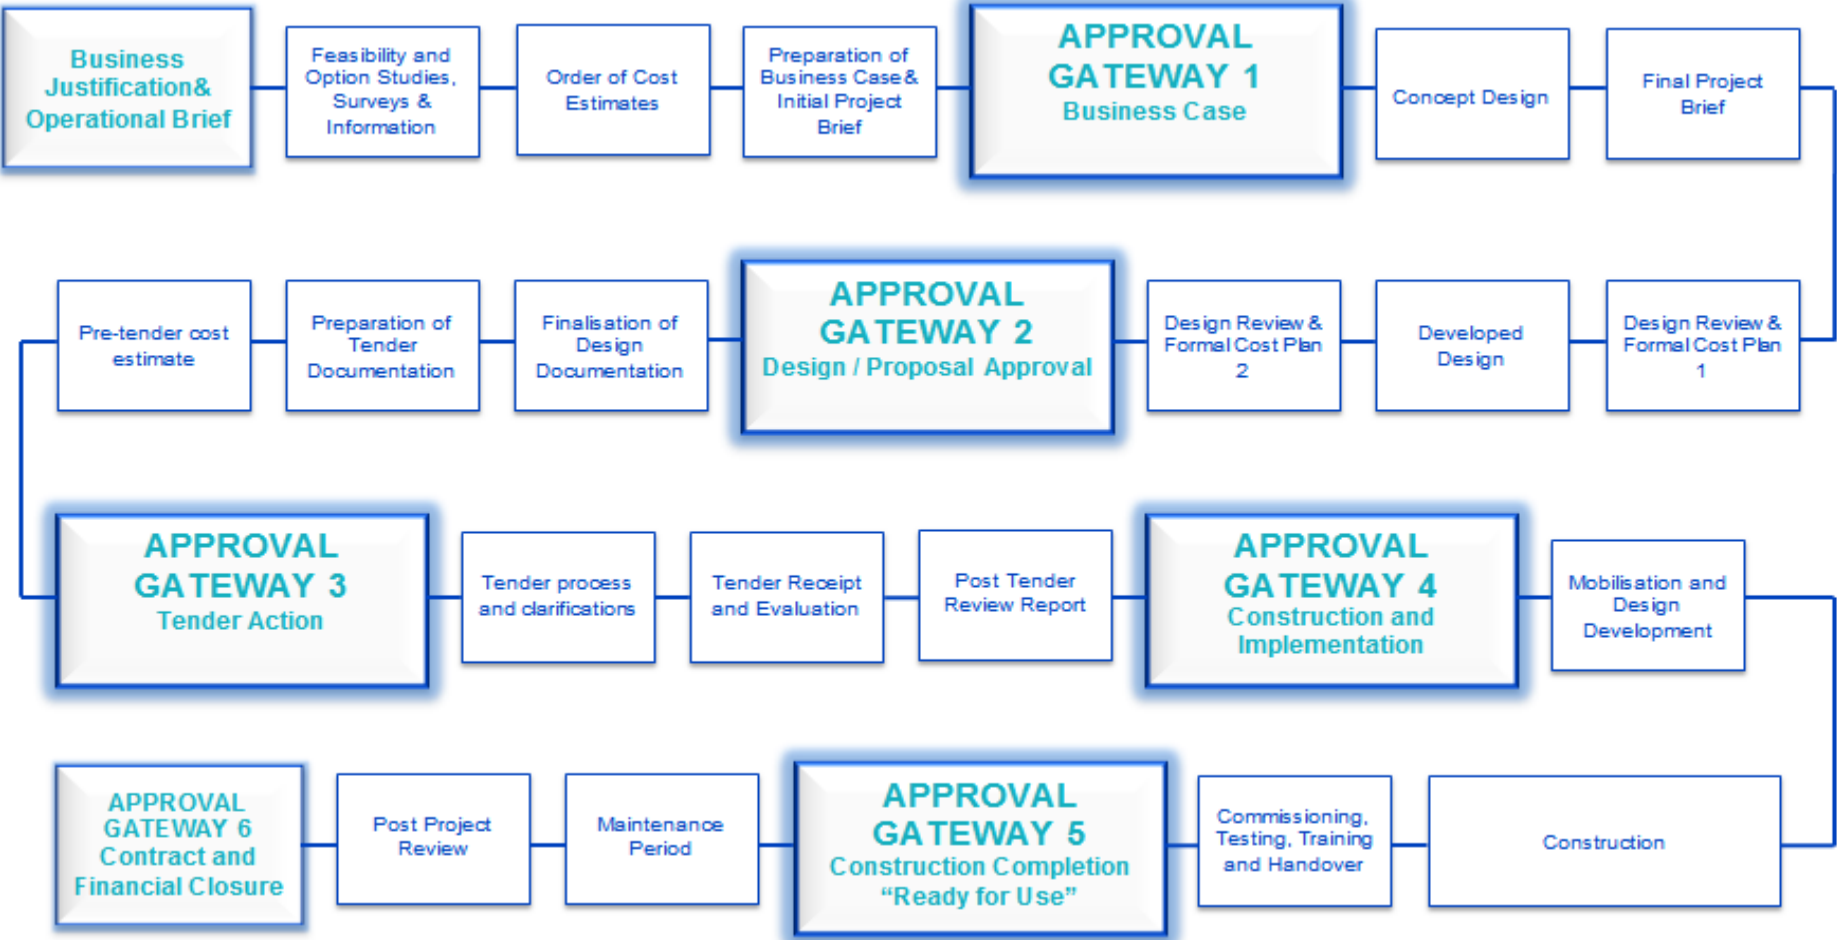 Business
Justification&
Operational Brief
Feasibility and
Option Studies,
Surveys &
Information
Order of Cost
Estimates
Preparation of
Business Case &
Initial Project
Brief
APPROVAL
GATEWAY 1
Business Case
Concept Design
Final Project
Brief
Design Review &
Formal Cost Plan
1
Developed
Design
Design Review &
Formal Cost Plan
2
APPROVAL
GATEWAY 2
Design / Proposal Approval
Finalisation of
Design
Documentation
Preparation of
Tender
Documentation
Pre-tender cost
estimate
APPROVAL
GATEWAY 3
Tender Action
Tender process
and clarifications
Tender Receipt
and Evaluation
Post Tender
Review Report
APPROVAL
GATEWAY 4
Construction and
Implementation
Mobilisation and
Design
Development
Construction
Commissioning,
Testing, Training
and Handover
APPROVAL
GATEWAY 5
Construction Completion
“Ready for Use”
Maintenance
Period
Post Project
Review
APPROVAL
GATEWAY 6
Contract and
Financial Closure